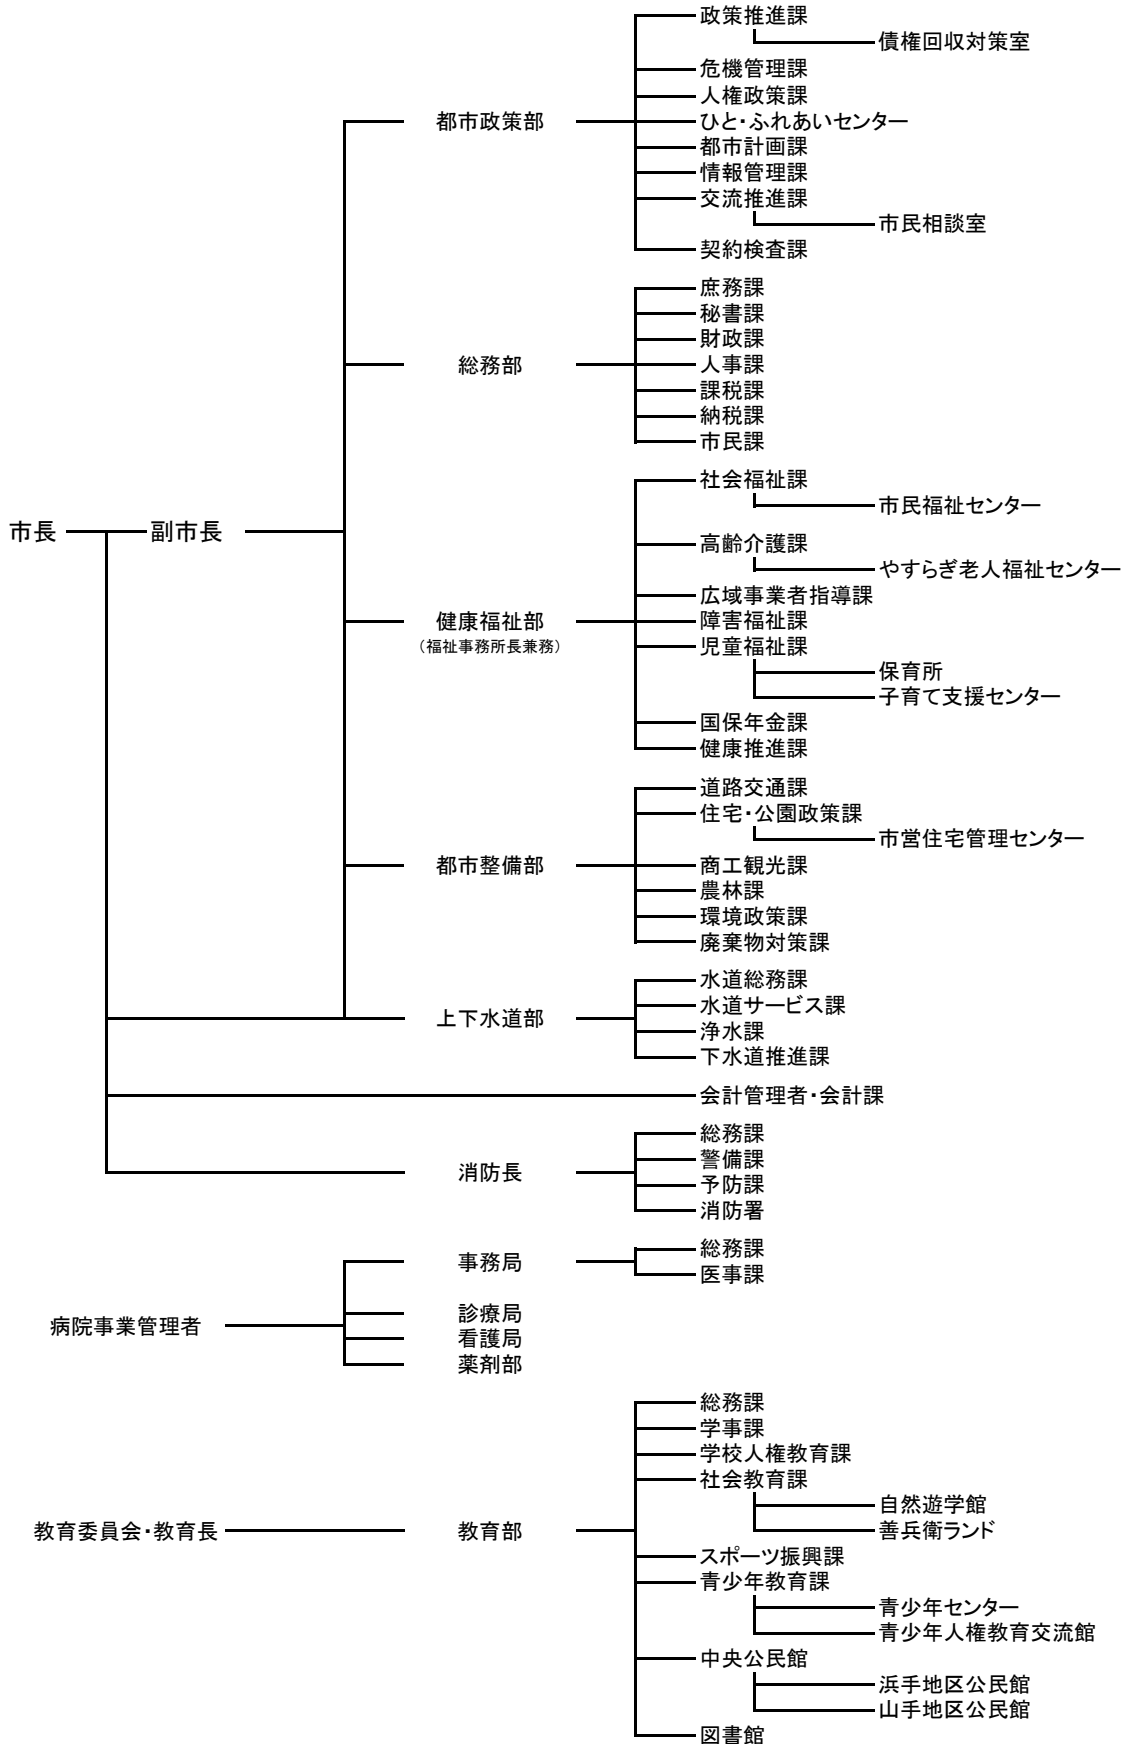 政策推進課
債権回収対策室
危機管理課
人権政策課
都市政策部
ひと・ふれあいセンター
都市計画課
情報管理課
交流推進課
市民相談室
契約検査課
庶務課
秘書課
財政課
総務部
人事課
課税課
納税課
市民課
社会福祉課
市民福祉センター
市長
副市長
高齢介護課
やすらぎ老人福祉センター
広域事業者指導課
健康福祉部
(福祉事務所長兼務)
障害福祉課
児童福祉課
保育所
子育て支援センター
国保年金課
健康推進課
道路交通課
住宅・公園政策課
市営住宅管理センター
都市整備部
商工観光課
農林課
環境政策課
廃棄物対策課
水道総務課
水道サービス課
上下水道部
浄水課
下水道推進課
会計管理者・会計課
総務課
警備課
消防長
予防課
消防署
総務課
事務局
医事課
病院事業管理者
診療局
看護局
薬剤部
総務課
学事課
学校人権教育課
社会教育課
自然遊学館
教育委員会・教育長
教育部
善兵衛ランド
スポーツ振興課
青少年教育課
青少年センター
青少年人権教育交流館
中央公民館
浜手地区公民館
山手地区公民館
図書館